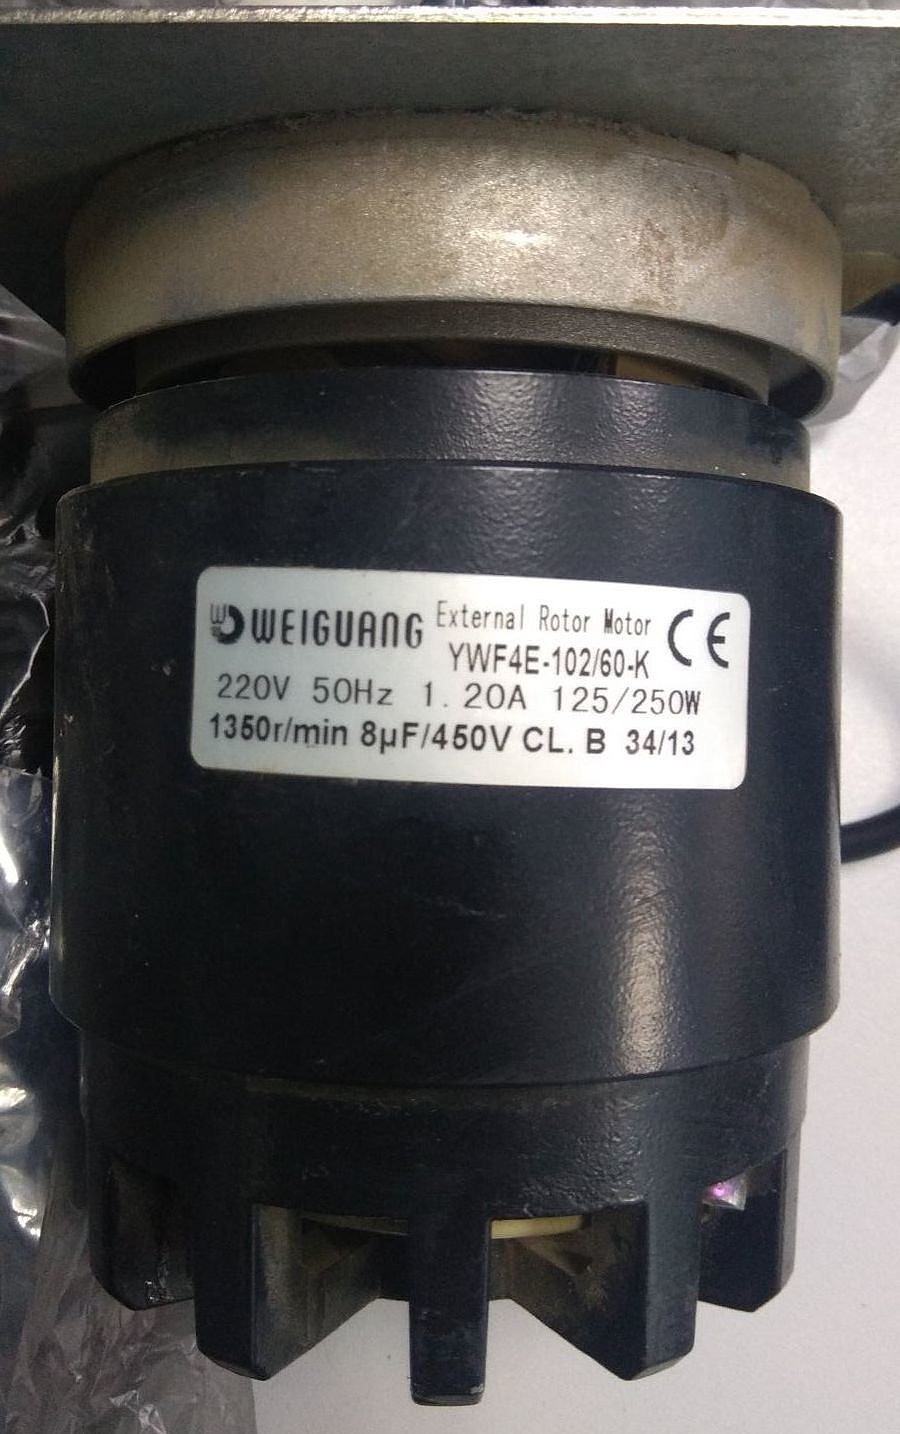 WEIGUANG External Rotor Motor CE
YWF4E-102/60-K
220V 50Hz 1.20A 125/250W
1350r/min 8µF/450V CL. B 34/13